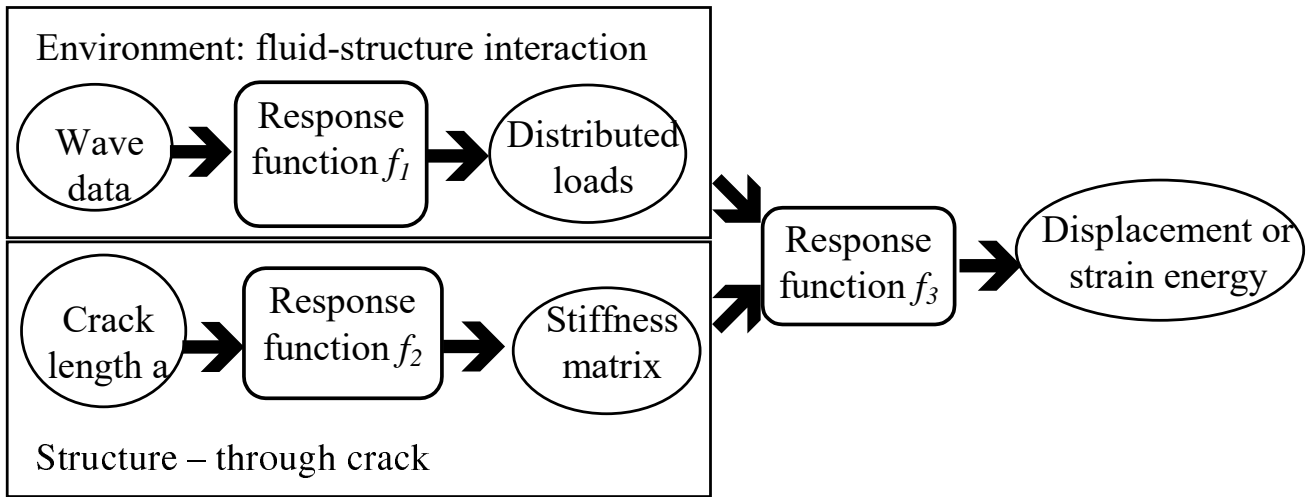 Environment: fluid-structure interaction
Wave
data
Response
function f1
Distributed
loads
Crack
length a
Response
function f2
Stiffness
matrix
Structure – through crack
Response
function f3
Displacement or
strain energy